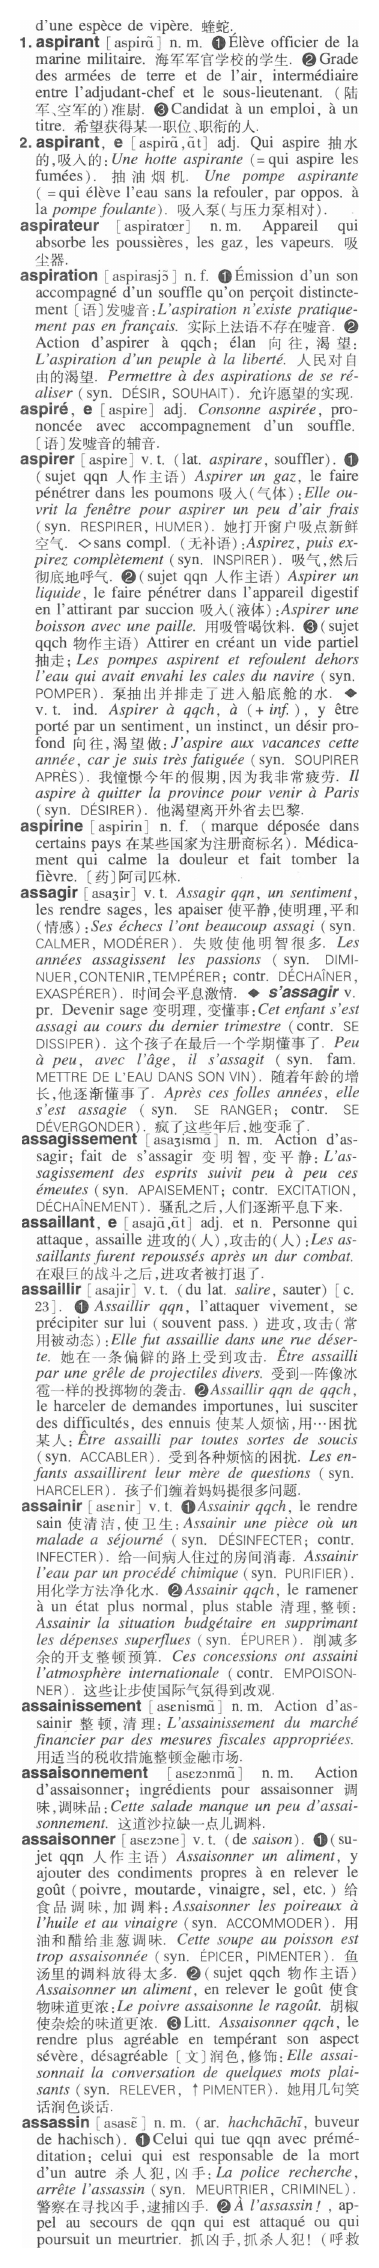 d'une espèce de vipère. 蝰蛇.
1. aspirant [aspirɑ̃] n. m. ❶Élève officier de la
marine militaire. 海军军官学校的学生. ❷Grade
des armées de terre et de l'air, intermédiaire
entre l'adjudant-chef et le sous-lieutenant. (陆
军、空军的)准尉. ❸Candidat à un emploi, à un
titre. 希望获得某一职位、职衔的人.
2. aspirant, e [aspirɑ̃,ɑ̃t] adj. Qui aspire 抽水
的,吸入的:Une hotte aspirante (=qui aspire les
fumées). 抽油烟机. Une pompe aspirante
(=qui élève l'eau sans la refouler, par oppos. à
la pompe foulante). 吸入泵(与压力泵相对).
aspirateur [aspiratœr] n. m. Appareil qui
absorbe les poussières, les gaz, les vapeurs. 吸
尘器.
aspiration [aspirasjɔ̃] n. f. ❶Émission d'un son
accompagné d'un souffle qu'on perçoit distincte-
ment [语]发嘘音:L'aspiration n'existe pratique-
ment pas en français. 实际上法语不存在嘘音. ❷
Action d'aspirer à qqch; élan 向往, 渴望:
L'aspiration d'un peuple à la liberté. 人民对自
由的渴望. Permettre à des aspirations de se ré-
aliser (syn. DÉSIR, SOUHAIT). 允许愿望的实现.
aspiré, e [aspire] adj. Consonne aspirée, pro-
noncée avec accompagnement d'un souffle.
[语]发嘘音的辅音.
aspirer [aspire] v. t. (lat. aspirare, souffler). ❶
(sujet qqn 人作主语) Aspirer un gaz, le faire
pénétrer dans les poumons 吸入(气体):Elle ou-
vrit la fenêtre pour aspirer un peu d'air frais
(syn. RESPIRER, HUMER). 她打开窗户吸点新鲜
空气. ◇sans compl. (无补语):Aspirez, puis ex-
pirez complètement (syn. INSPIRER). 吸气,然后
彻底地呼气. ❷(sujet qqn 人作主语) Aspirer un
liquide, le faire pénétrer dans l'appareil digestif
en l'attirant par succion 吸入(液体):Aspirer une
boisson avec une paille. 用吸管喝饮料. ❸(sujet
qqch 物作主语) Attirer en créant un vide partiel
抽走; Les pompes aspirent et refoulent dehors
l'eau qui avait envahi les cales du navire (syn.
POMPER). 泵抽出并排走了进入船底舱的水. ◆
v. t. ind. Aspirer à qqch, à (+inf.), y être
porté par un sentiment, un instinct, un désir pro-
fond 向往,渴望做:J'aspire aux vacances cette
année, car je suis très fatiguée (syn. SOUPIRER
APRÈS). 我憧憬今年的假期,因为我非常疲劳. Il
aspire à quitter la province pour venir à Paris
(syn. DÉSIRER). 他渴望离开外省去巴黎.
aspirine [aspirin] n. f. (marque déposée dans
certains pays 在某些国家为注册商标名). Médica-
ment qui calme la douleur et fait tomber la
fièvre. [药]阿司匹林.
assagir [asaʒir] v. t. Assagir qqn, un sentiment,
les rendre sages, les apaiser 使平静,使明理,平和
(情感):Ses échecs l'ont beaucoup assagi (syn.
CALMER, MODÉRER). 失败使他明智很多. Les
années assagissent les passions (syn. DIMI-
NUER,CONTENIR,TEMPÉRER; contr. DÉCHAÎNER,
EXASPÉRER). 时间会平息激情. ◆ s'assagir v.
pr. Devenir sage 变明理, 变懂事:Cet enfant s'est
assagi au cours du dernier trimestre (contr. SE
DISSIPER). 这个孩子在最后一个学期懂事了. Peu
à peu, avec l'âge, il s'assagit (syn. fam.
METTRE DE L'EAU DANS SON VIN). 随着年龄的增
长,他逐渐懂事了. Après ces folles années, elle
s'est assagie (syn. SE RANGER; contr. SE
DÉVERGONDER). 疯了这些年后,她变乖了.
assagissement [asaʒismɑ̃] n. m. Action d'as-
sagir; fait de s'assagir 变明智,变平静: L'as-
sagissement des esprits suivit peu à peu ces
émeutes (syn. APAISEMENT; contr. EXCITATION,
DÉCHAÎNEMENT). 骚乱之后,人们逐渐平息下来.
assaillant, e [asajɑ̃,ɑ̃t] adj. et n. Personne qui
attaque, assaille 进攻的(人),攻击的(人):Les as-
saillants furent repoussés après un dur combat.
在艰巨的战斗之后,进攻者被打退了.
assaillir [asajir] v. t. (du lat. salire, sauter) [c.
23]. ❶ Assaillir qqn, l'attaquer vivement, se
précipiter sur lui (souvent pass.) 进攻,攻击(常
用被动态):Elle fut assaillie dans une rue déser-
te. 她在一条偏僻的路上受到攻击. Être assailli
par une grêle de projectiles divers. 受到一阵像冰
雹一样的投掷物的袭击. ❷Assaillir qqn de qqch,
le harceler de demandes importunes, lui susciter
des difficultés, des ennuis 使某人烦恼,用…困扰
某人: Être assailli par toutes sortes de soucis
(syn. ACCABLER). 受到各种烦恼的困扰. Les en-
fants assaillirent leur mère de questions (syn.
HARCELER). 孩子们缠着妈妈提很多问题.
assainir [asɛnir] v. t. ❶Assainir qqch, le rendre
sain 使清洁,使卫生: Assainir une pièce où un
malade a séjourné (syn. DÉSINFECTER; contr.
INFECTER). 给一间病人住过的房间消毒. Assainir
l'eau par un procédé chimique (syn. PURIFIER).
用化学方法净化水. ❷Assainir qqch, le ramener
à un état plus normal, plus stable 清理,整顿:
Assainir la situation budgétaire en supprimant
les dépenses superflues (syn. ÉPURER). 削减多
余的开支整顿预算. Ces concessions ont assaini
l'atmosphère internationale (contr. EMPOISON-
NER). 这些让步使国际气氛得到改观.
assainissement [asɛnismɑ̃] n. m. Action d'as-
sainir 整顿,清理: L'assainissement du marché
financier par des mesures fiscales appropriées.
用适当的税收措施整顿金融市场.
assaisonnement [asɛzɔnmɑ̃] n. m. Action
d'assaisonner; ingrédients pour assaisonner 调
味,调味品:Cette salade manque un peu d'assai-
sonnement. 这道沙拉缺一点儿调料.
assaisonner [asɛzɔne] v. t. (de saison). ❶(su-
jet qqn 人作主语) Assaisonner un aliment, y
ajouter des condiments propres à en relever le
goût (poivre, moutarde, vinaigre, sel, etc.) 给
食品调味,加调料: Assaisonner les poireaux à
l'huile et au vinaigre (syn. ACCOMMODER). 用
油和醋给韭葱调味. Cette soupe au poisson est
trop assaisonnée (syn. ÉPICER, PIMENTER). 鱼
汤里的调料放得太多. ❷(sujet qqch 物作主语)
Assaisonner un aliment, en relever le goût 使食
物味道更浓:Le poivre assaisonne le ragoût. 胡椒
使杂烩的味道更浓. ❸Litt. Assaisonner qqch, le
rendre plus agréable en tempérant son aspect
sévère, désagréable [文]润色,修饰: Elle assai-
sonnait la conversation de quelques mots plai-
sants (syn. RELEVER, ↑PIMENTER). 她用几句笑
话润色谈话.
assassin [asasɛ̃] n. m. (ar. hachchāchī, buveur
de hachisch). ❶Celui qui tue qqn avec prémé-
ditation; celui qui est responsable de la mort
d'un autre 杀人犯,凶手: La police recherche,
arrête l'assassin (syn. MEURTRIER, CRIMINEL).
警察在寻找凶手,逮捕凶手. ❷À l'assassin!, ap-
pel au secours de qqn qui est attaqué ou qui
poursuit un meurtrier. 抓凶手,抓杀人犯! (呼救